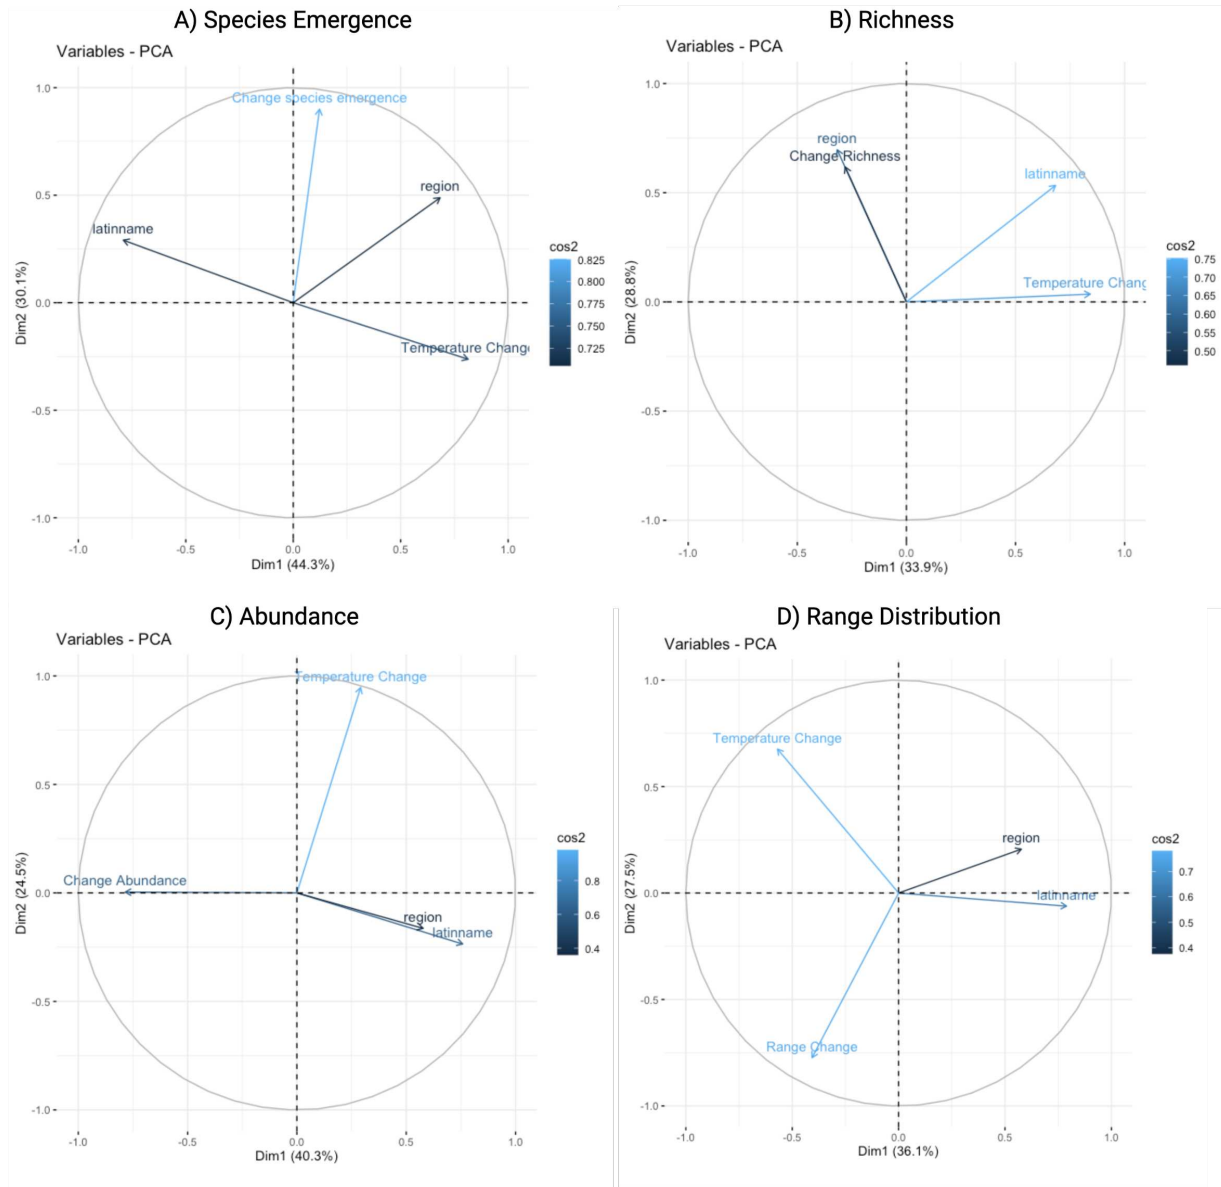 A) Species Emergence
Variables - PCA
Change species emergence
region
latinname
Temperature Chang
Dim2 (30.1%)
1.0
0.5
0.0
-0.5
-1.0
-1.0
-0.5
0.0
0.5
1.0
Dim1 (44.3%)
cos2
0.825
0.800
0.775
0.750
0.725
B) Richness
Variables - PCA
region
Change Richness
latinname
Temperature Chang
Dim2 (28.8%)
1.0
0.5
0.0
-0.5
-1.0
-1.0
-0.5
0.0
0.5
1.0
Dim1 (33.9%)
cos2
0.75
0.70
0.65
0.60
0.55
0.50
C) Abundance
Variables - PCA
Temperature Change
Change Abundance
region
latinname
Dim2 (24.5%)
1.0
0.5
0.0
-0.5
-1.0
-1.0
-0.5
0.0
0.5
1.0
Dim1 (40.3%)
cos2
0.8
0.6
0.4
D) Range Distribution
Variables - PCA
Temperature Change
region
latinname
Range Change
Dim2 (27.5%)
1.0
0.5
0.0
-0.5
-1.0
-1.0
-0.5
0.0
0.5
1.0
Dim1 (36.1%)
cos2
0.7
0.6
0.5
0.4